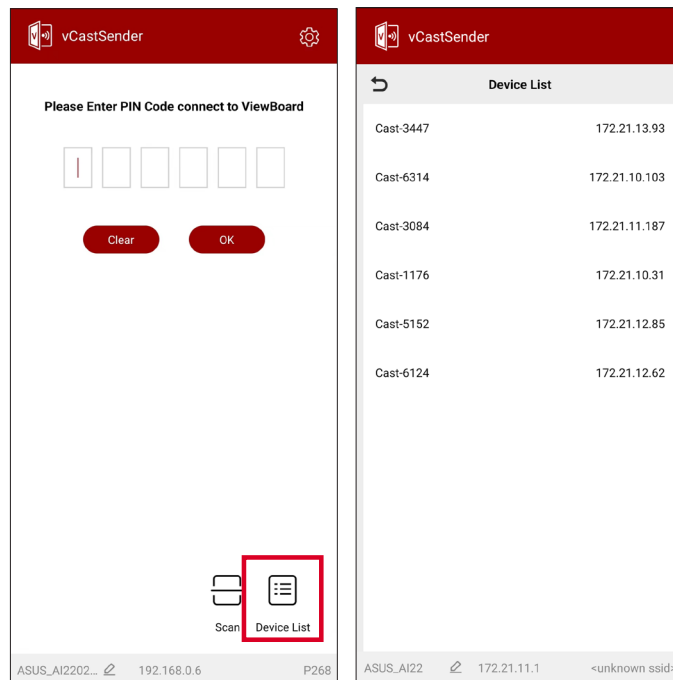 vCastSender
Please Enter PIN Code connect to ViewBoard
Clear OK
Scan Device List
ASUS_AI2202... 192.168.0.6 P268
vCastSender
Device List
Cast-3447 172.21.13.93
Cast-6314 172.21.10.103
Cast-3084 172.21.11.187
Cast-1176 172.21.10.31
Cast-5152 172.21.12.85
Cast-6124 172.21.12.62
ASUS_AI22 172.21.11.1 <unknown ssid>